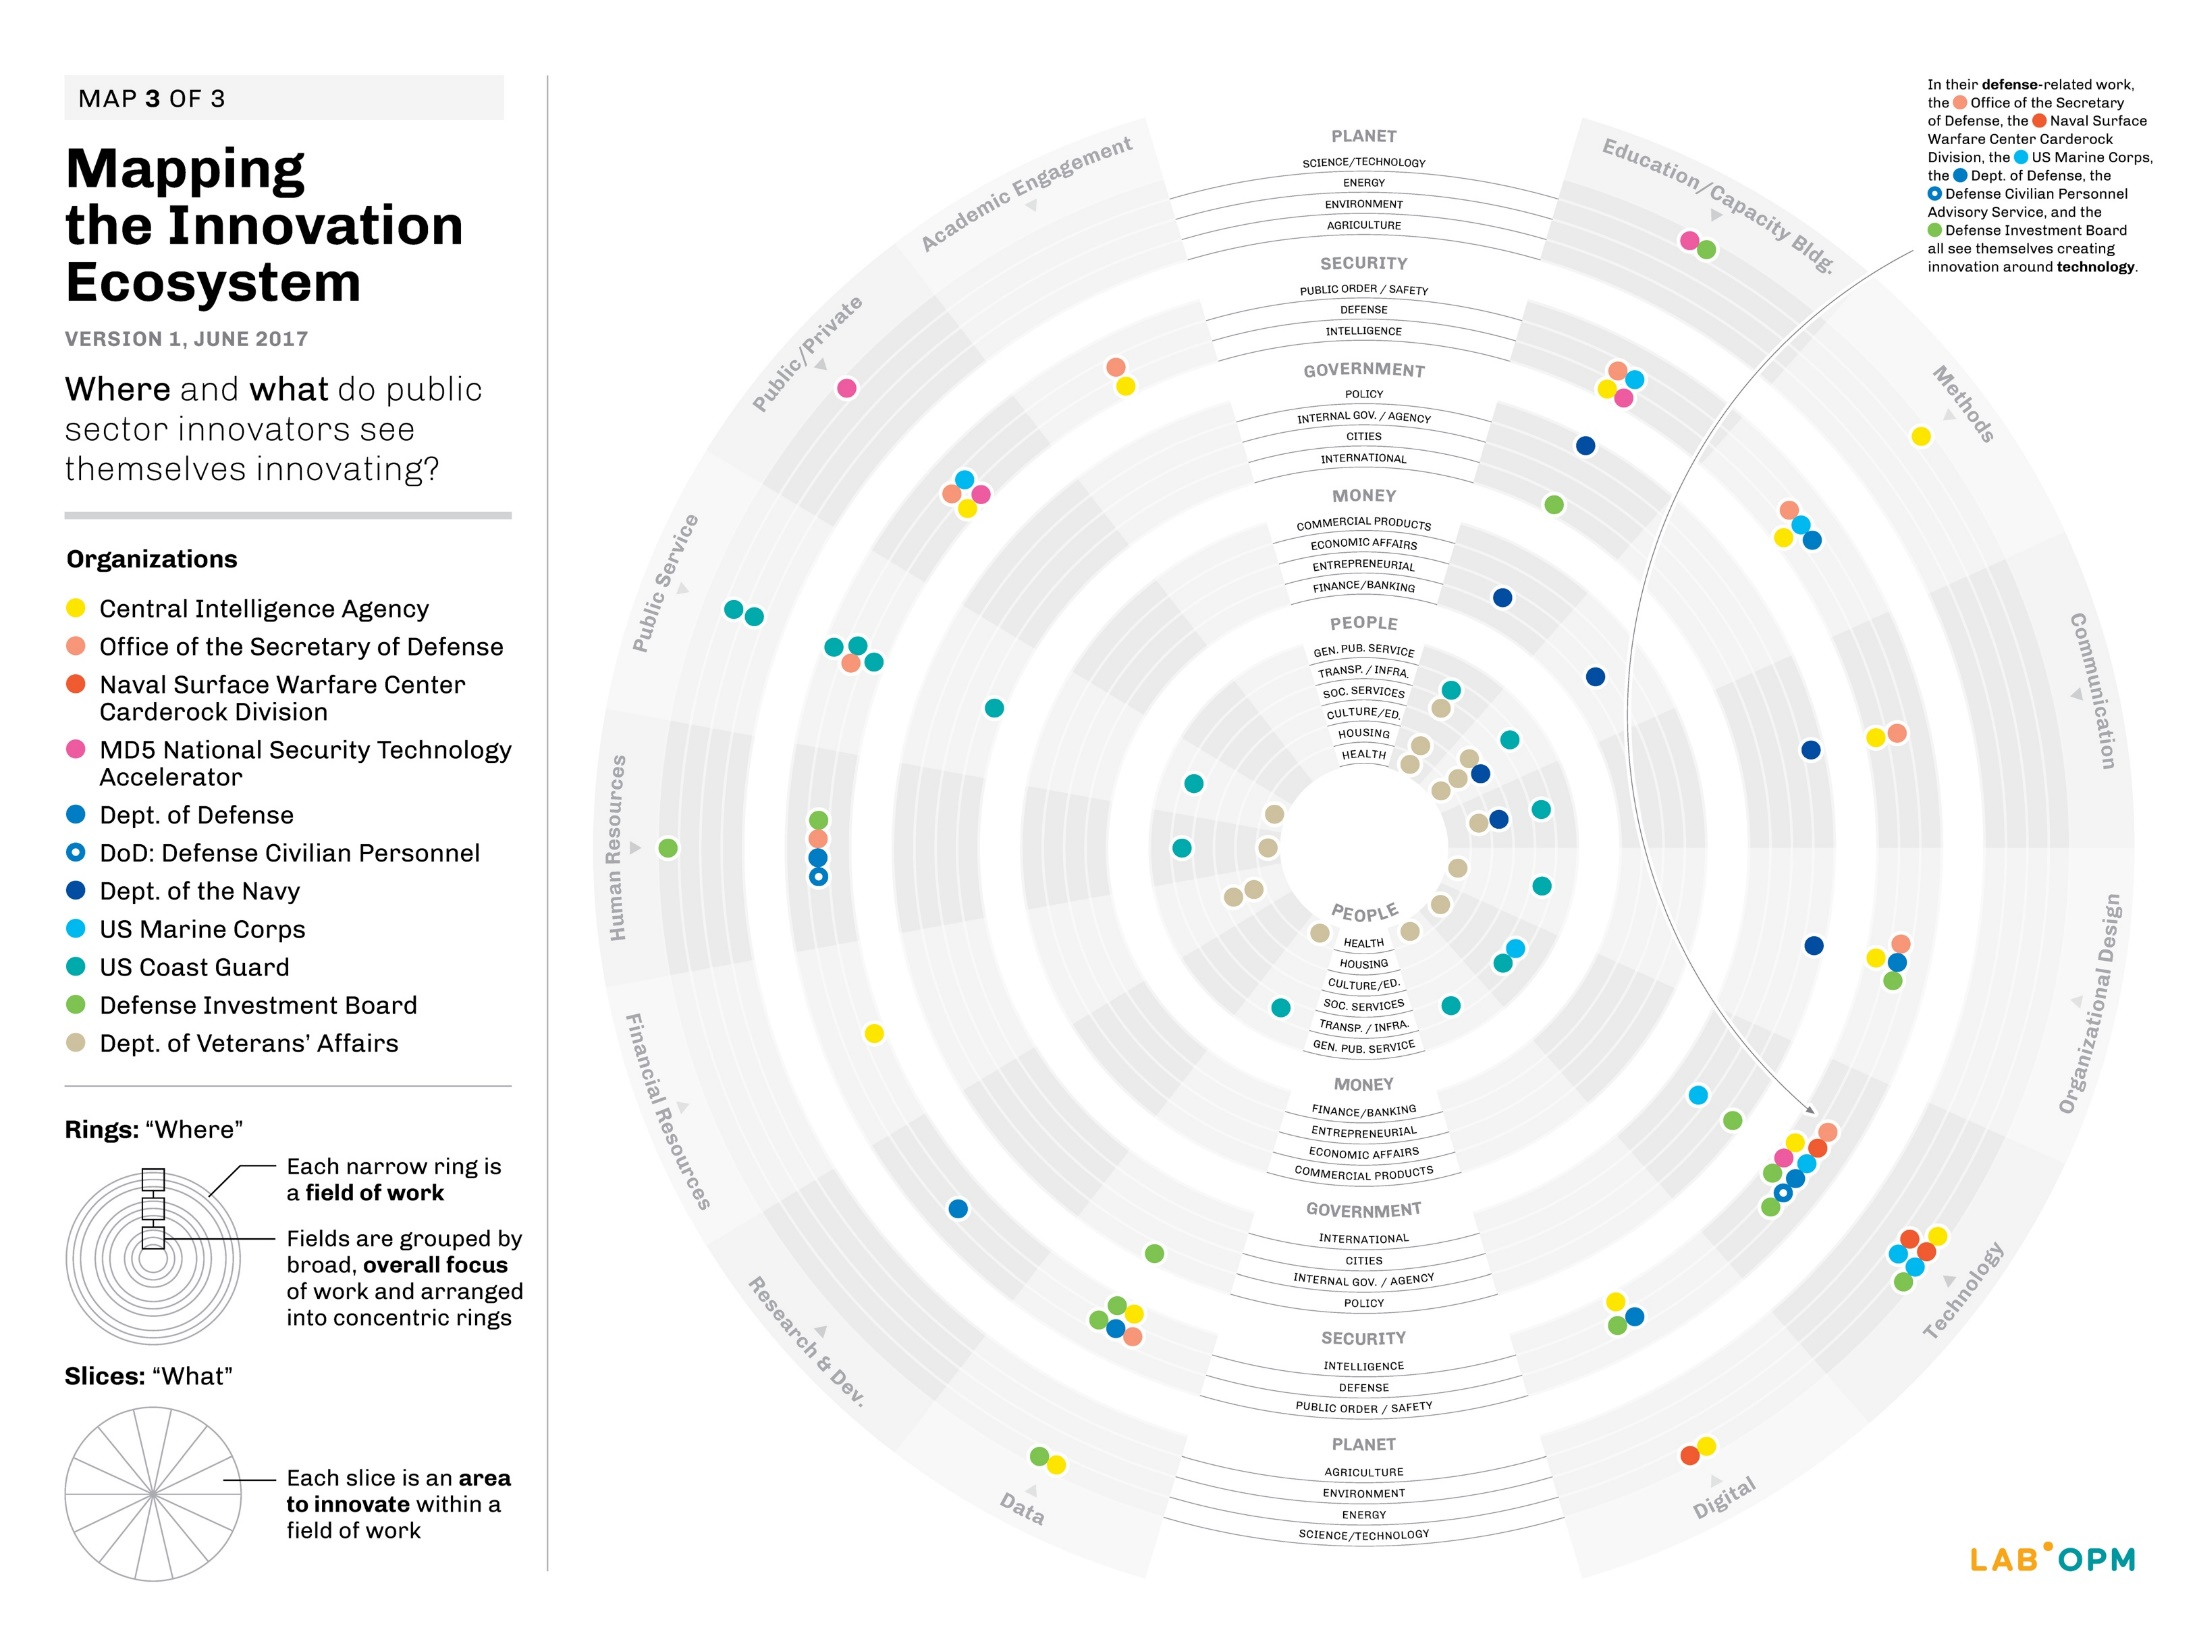 MAP 3 OF 3
Mapping
the Innovation
Ecosystem
VERSION 1, JUNE 2017
Where and what do public
sector innovators see
themselves innovating?
Organizations
Central Intelligence Agency
Office of the Secretary of Defense
Naval Surface Warfare Center
Carderock Division
MD5 National Security Technology
Accelerator
Dept. of Defense
DoD: Defense Civilian Personnel
Dept. of the Navy
US Marine Corps
US Coast Guard
Defense Investment Board
Dept. of Veterans’ Affairs
Rings: “Where”
Each narrow ring is
a field of work
Fields are grouped by
broad, overall focus
of work and arranged
into concentric rings
Slices: “What”
Each slice is an area
to innovate within a
field of work
Academic Engagement
Public/Private
Public Service
Human Resources
Financial Resources
Research & Dev.
Data
PLANET
SCIENCE/TECHNOLOGY
ENERGY
ENVIRONMENT
AGRICULTURE
SECURITY
PUBLIC ORDER / SAFETY
DEFENSE
INTELLIGENCE
GOVERNMENT
POLICY
INTERNAL GOV. / AGENCY
CITIES
INTERNATIONAL
MONEY
COMMERCIAL PRODUCTS
ECONOMIC AFFAIRS
ENTREPRENEURIAL
FINANCE/BANKING
PEOPLE
GEN. PUB. SERVICE
TRANSP. / INFRA.
SOC. SERVICES
CULTURE/ED.
HOUSING
HEALTH
PEOPLE
HEALTH
HOUSING
CULTURE/ED.
SOC. SERVICES
TRANSP. / INFRA.
GEN. PUB. SERVICE
MONEY
FINANCE/BANKING
ENTREPRENEURIAL
ECONOMIC AFFAIRS
COMMERCIAL PRODUCTS
GOVERNMENT
INTERNATIONAL
CITIES
INTERNAL GOV. / AGENCY
POLICY
SECURITY
INTELLIGENCE
DEFENSE
PUBLIC ORDER / SAFETY
PLANET
AGRICULTURE
ENVIRONMENT
ENERGY
SCIENCE/TECHNOLOGY
Education/Capacity Bldg.
Methods
Communication
Organizational Design
Technology
Digital
In their defense-related work,
the Office of the Secretary
of Defense, the Naval Surface
Warfare Center Carderock
Division, the US Marine Corps,
the Dept. of Defense, the
Defense Civilian Personnel
Advisory Service, and the
Defense Investment Board
all see themselves creating
innovation around technology.
LAB OPM